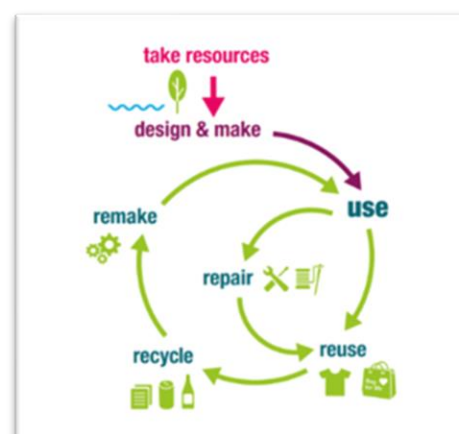 take resources
design & make
use
remake
repair
reuse
recycle